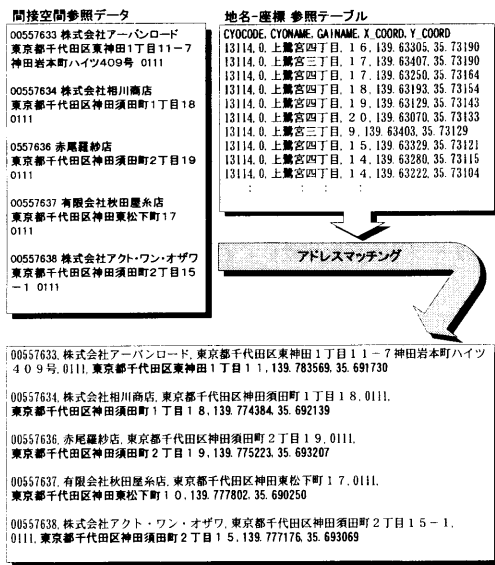 間接空間参照データ
00557633 株式会社アーバンロード
東京都千代田区東神田1丁目11－7
神田岩本町ハイツ409号 0111
00557634 株式会社相川商店
東京都千代田区神田須田町1丁目18
0111
0557636 赤尾羅紗店
東京都千代田区神田須田町2丁目19
0111
00557637 有限会社秋田屋糸店
東京都千代田区神田東松下町17
0111
00557638 株式会社アクト・ワン・オザワ
東京都千代田区神田須田町2丁目15
－1 0111
地名-座標 参照テーブル
CYOCODE, CYONAME, GAINAME, X_COORD, Y_COORD
13114, 0, 上鷺宮四丁目, １６, 139. 63305, 35. 73190
13114, 0, 上鷺宮三丁目, １７, 139. 63407, 35. 73190
13114, 0, 上鷺宮四丁目, １７, 139. 63250, 35. 73164
13114, 0, 上鷺宮四丁目, １８, 139. 63193, 35. 73154
13114, 0, 上鷺宮四丁目, １９, 139. 63129, 35. 73143
13114, 0, 上鷺宮四丁目, ２０, 139. 63070, 35. 73133
13114, 0, 上鷺宮三丁目, ９, 139. 63403, 35. 73129
13114, 0, 上鷺宮四丁目, １５, 139. 63329, 35. 73121
13114, 0, 上鷺宮四丁目, １４, 139. 63280, 35. 73115
13114, 0, 上鷺宮四丁目, １４, 139. 63222, 35. 73104
: : : :
アドレスマッチング
00557633, 株式会社アーバンロード, 東京都千代田区東神田１丁目１１－７神田岩本町ハイツ
４０９号, 0111, 東京都千代田区東神田１丁目１１, 139. 783569, 35. 691730
00557634, 株式会社相川商店, 東京都千代田区神田須田町１丁目１８, 0111,
東京都千代田区神田須田町１丁目１８, 139. 774384, 35. 692139
00557636, 赤尾羅紗店, 東京都千代田区神田須田町２丁目１９, 0111,
東京都千代田区神田須田町２丁目１９, 139. 775223, 35. 693207
00557637, 有限会社秋田屋糸店, 東京都千代田区神田東松下町１７, 0111,
東京都千代田区神田東松下町１０, 139. 777802, 35. 690250
00557638, 株式会社アクト・ワン・オザワ, 東京都千代田区神田須田町２丁目１５－１,
0111, 東京都千代田区神田須田町２丁目１５, 139. 777176, 35. 693069